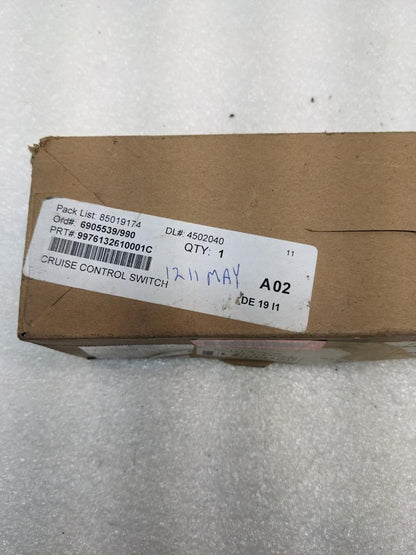 Pack List: 85019174
Ord#: 6905539/990 DL#: 4502040 11
PRT# 9976132610001C QTY: 1
CRUISE CONTROL SWITCH 1211 MAY A02
DE 19 I1